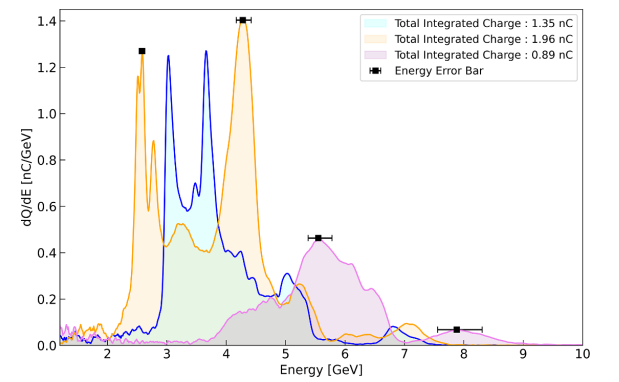 1.4
1.2
1.0
0.8
0.6
0.4
0.2
0.0
dQ/dE [nC/GeV]
Total Integrated Charge : 1.35 nC
Total Integrated Charge : 1.96 nC
Total Integrated Charge : 0.89 nC
Energy Error Bar
2 3 4 5 6 7 8 9 10
Energy [GeV]